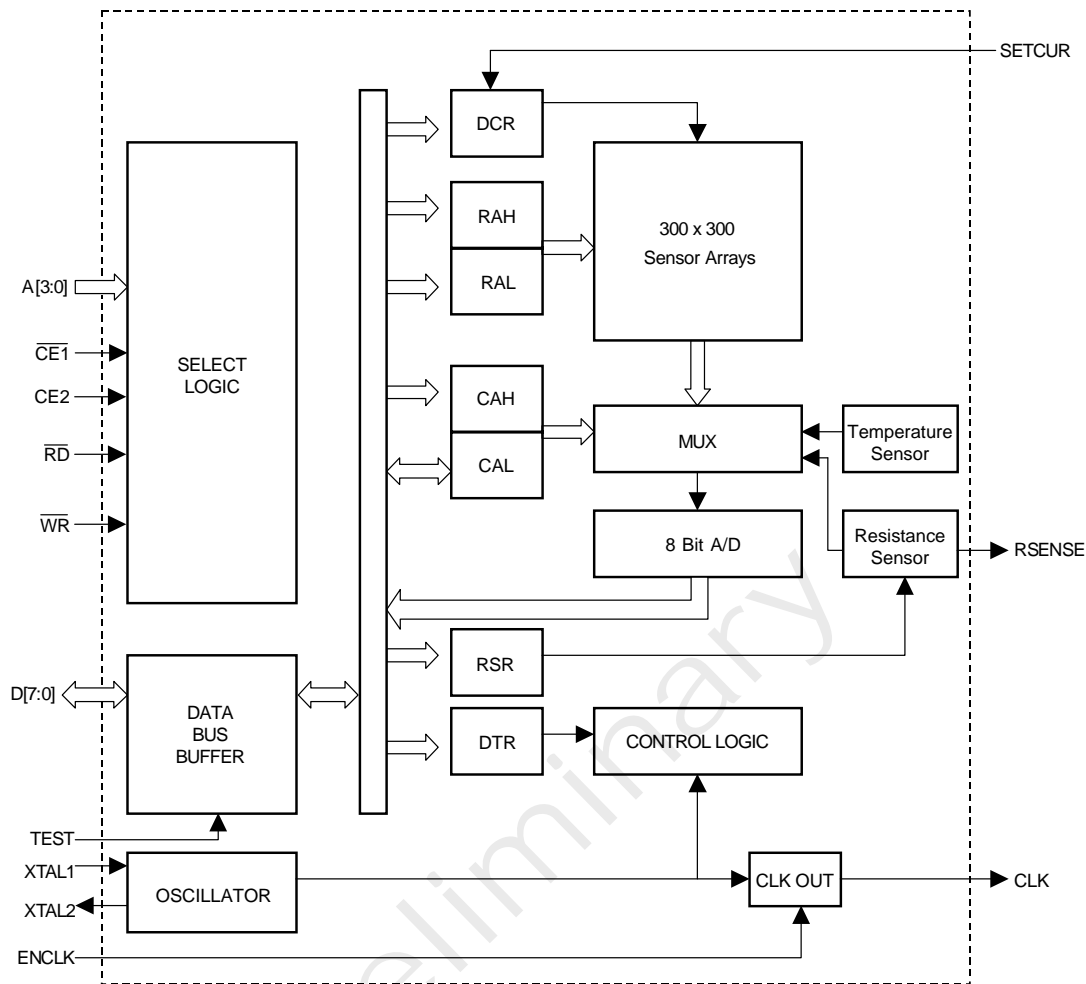 SETCUR
DCR
RAH
300 x 300
Sensor Arrays
RAL
A[3:0]
CE1
SELECT
LOGIC
CE2
CAH
MUX
Temperature
Sensor
RD
CAL
WR
8 Bit A/D
Resistance
Sensor
RSENSE
RSR
D[7:0]
DATA
BUS
BUFFER
DTR
CONTROL LOGIC
TEST
XTAL1
OSCILLATOR
CLK OUT
CLK
XTAL2
ENCLK
eliminary